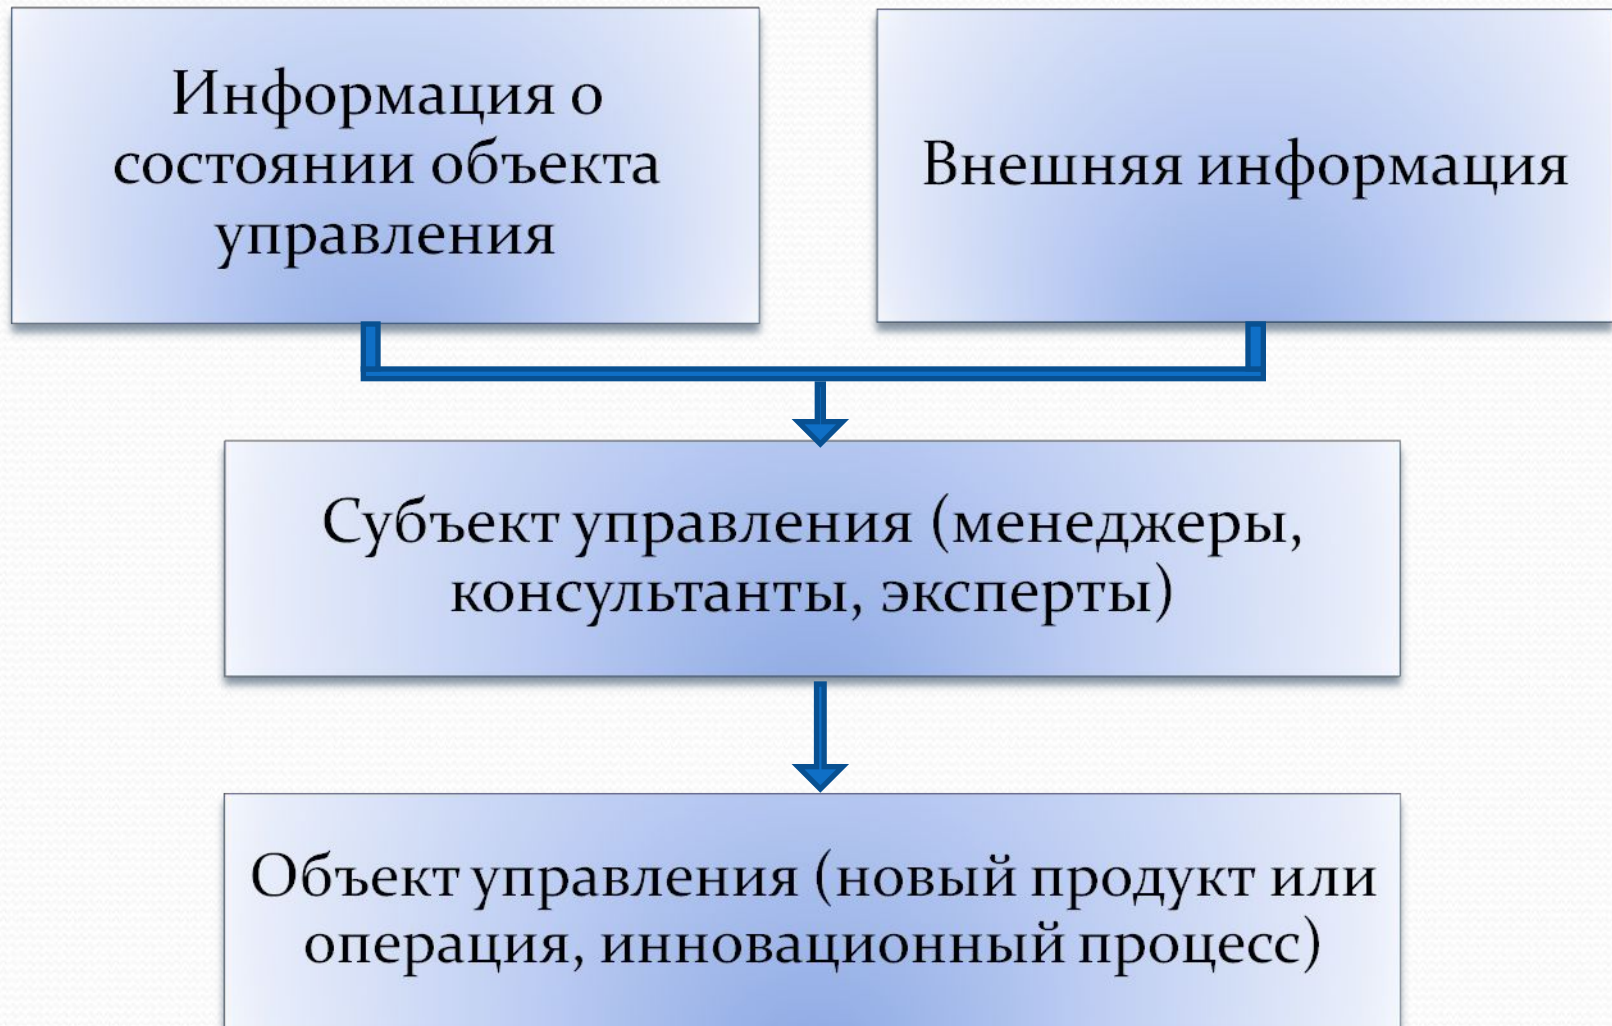 Информация о
состоянии объекта
управления
Внешняя информация
Субъект управления (менеджеры,
консультанты, эксперты)
Объект управления (новый продукт или
операция, инновационный процесс)